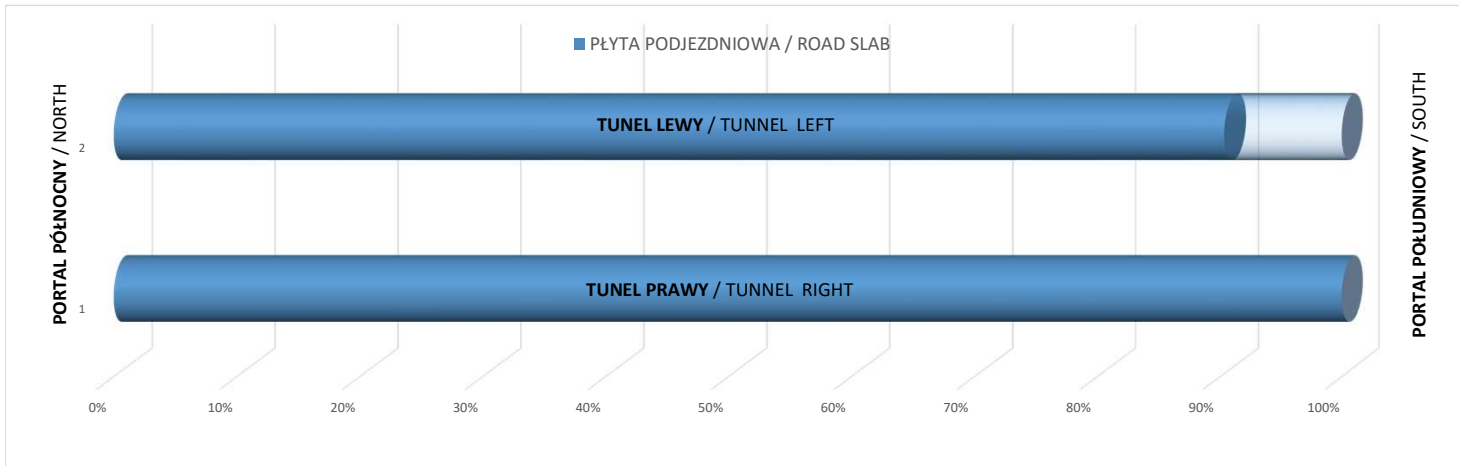 PŁYTA PODJEZDNIOWA / ROAD SLAB
PORTAL PÓŁNOCNY / NORTH
2
TUNEL LEWY / TUNNEL LEFT
1
TUNEL PRAWY / TUNNEL RIGHT
PORTAL POŁUDNIOWY / SOUTH
0% 10% 20% 30% 40% 50% 60% 70% 80% 90% 100%